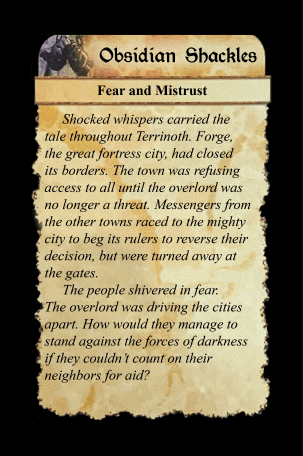 Obsidian Shackles
Fear and Mistrust
Shocked whispers carried the
tale throughout Terrinoth. Forge,
the great fortress city, had closed
its borders. The town was refusing
access to all until the overlord was
no longer a threat. Messengers from
the other towns raced to the mighty
city to beg its rulers to reverse their
decision, but were turned away at
the gates.
The people shivered in fear.
The overlord was driving the cities
apart. How would they manage to
stand against the forces of darkness
if they couldn't count on their
neighbors for aid?